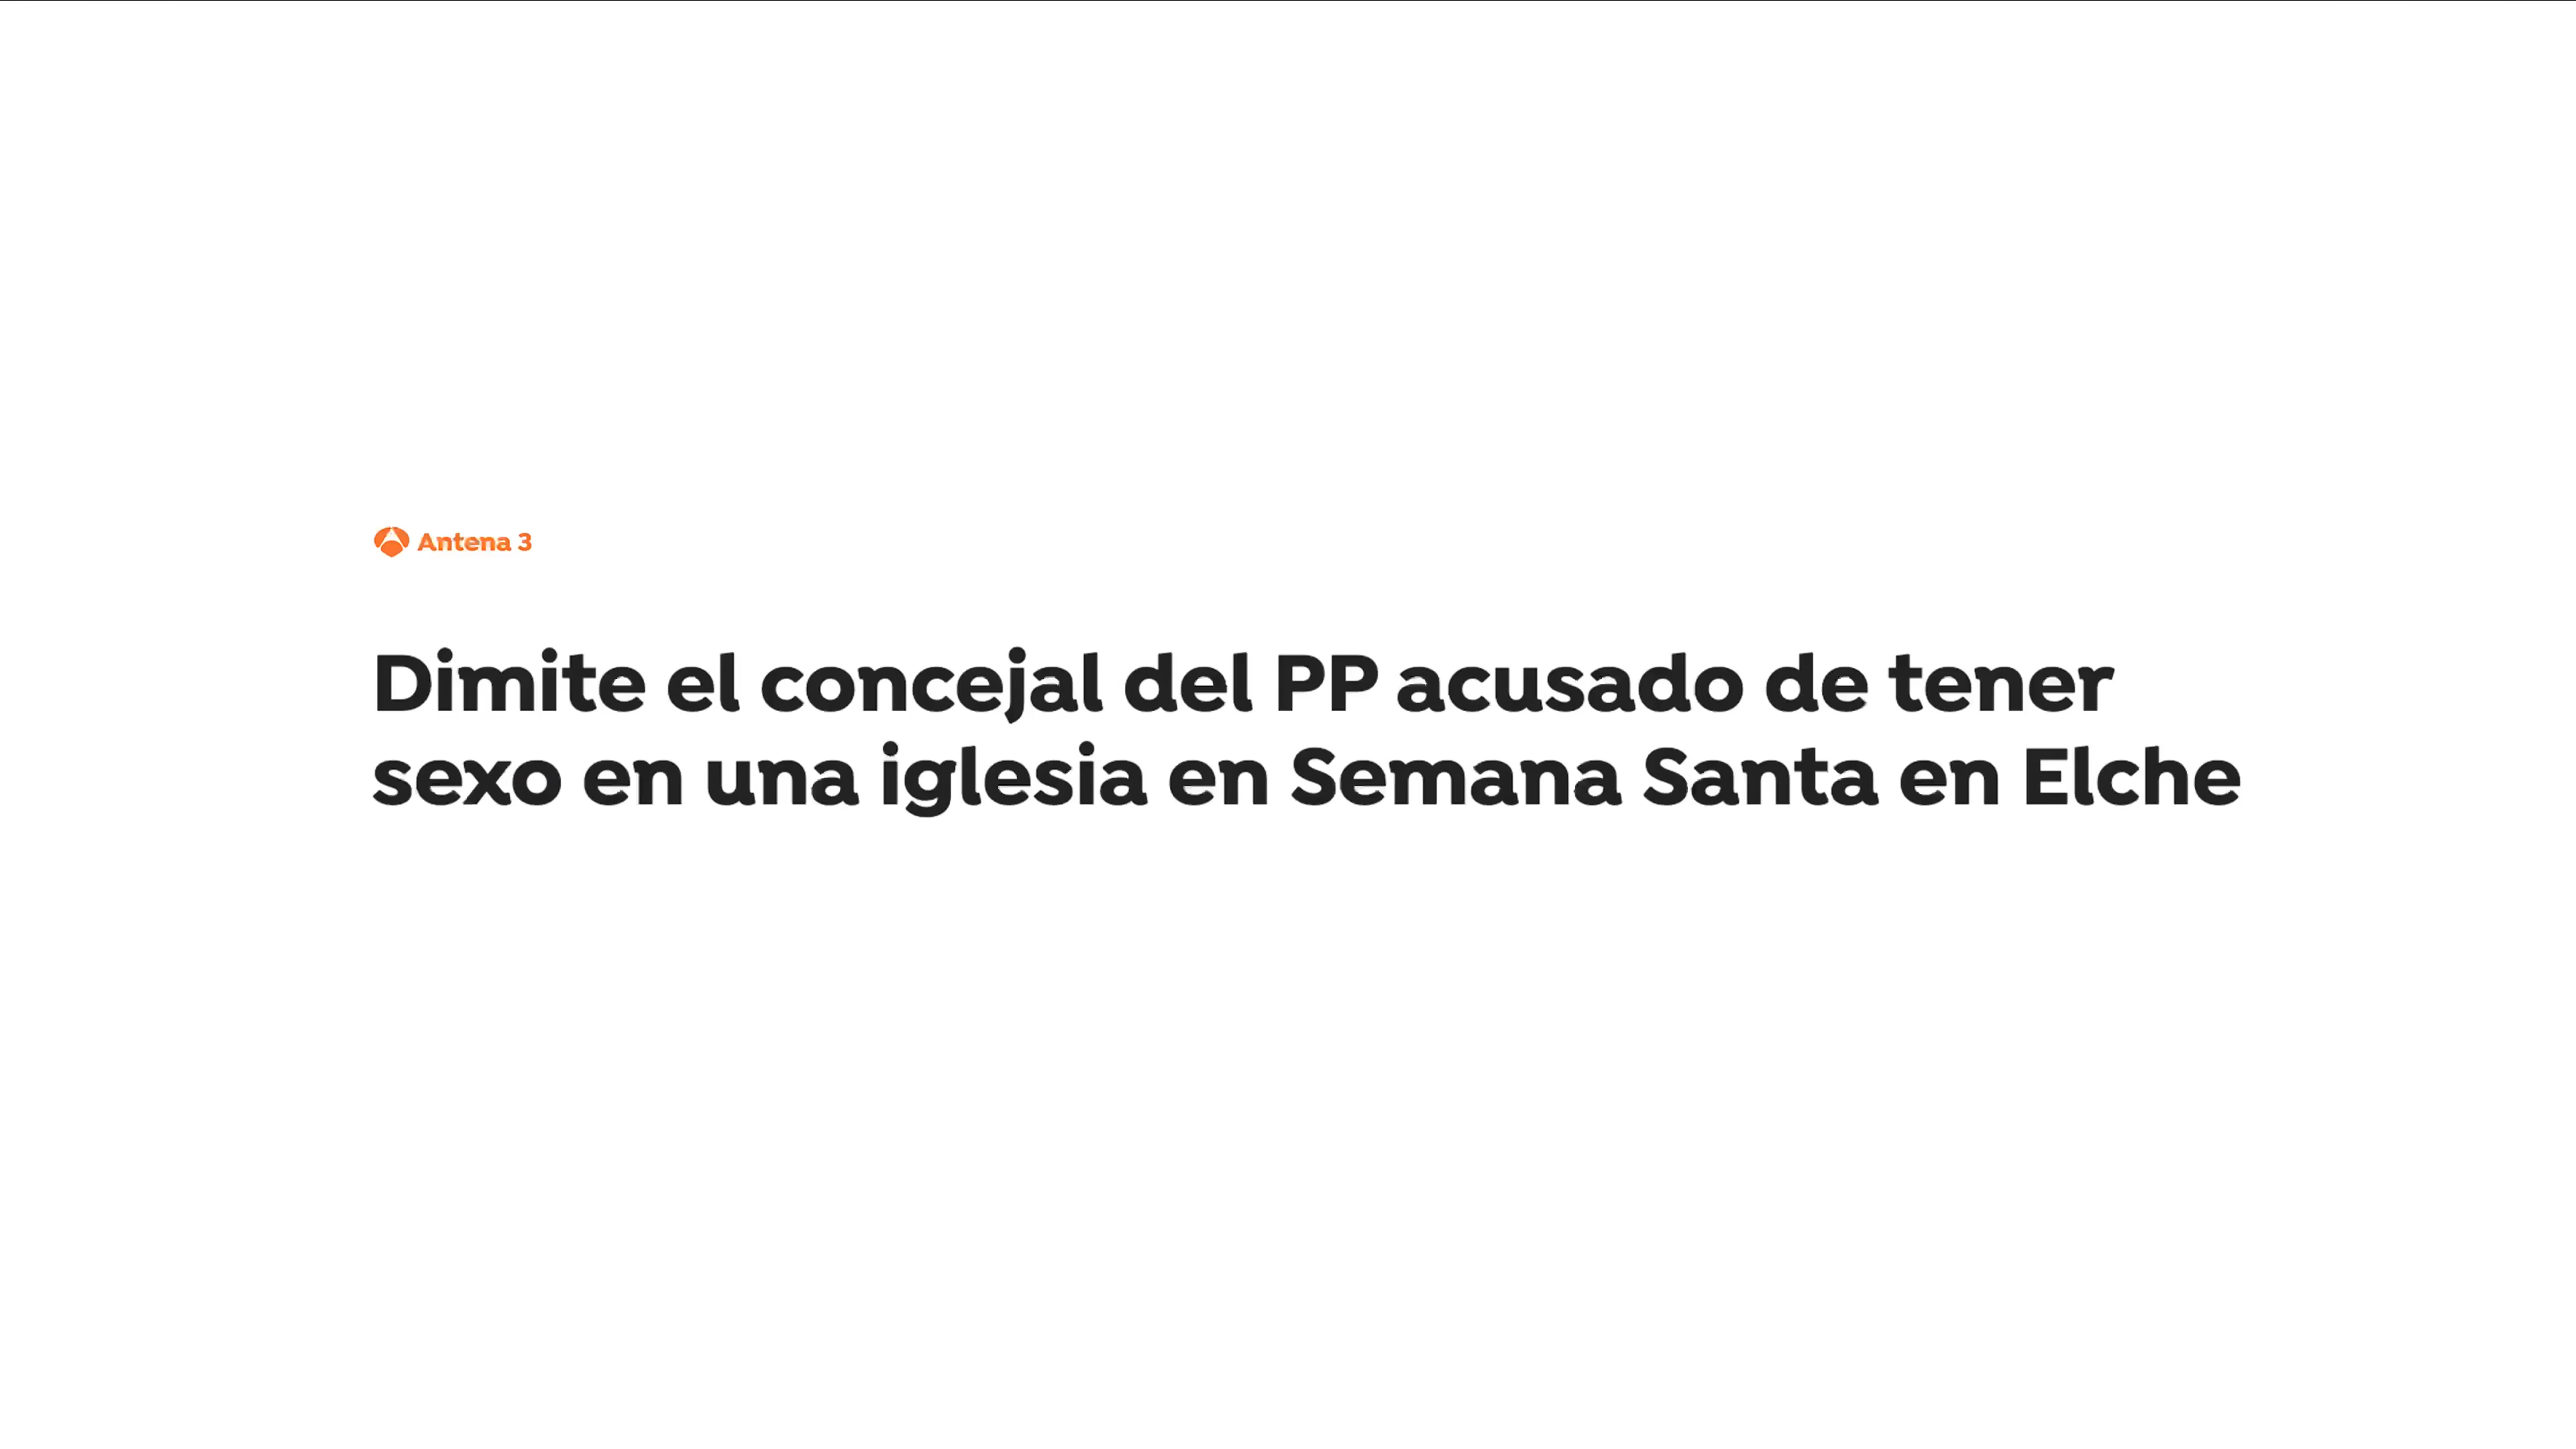 Antena 3
Dimite el concejal del PP acusado de tener
sexo en una iglesia en Semana Santa en Elche